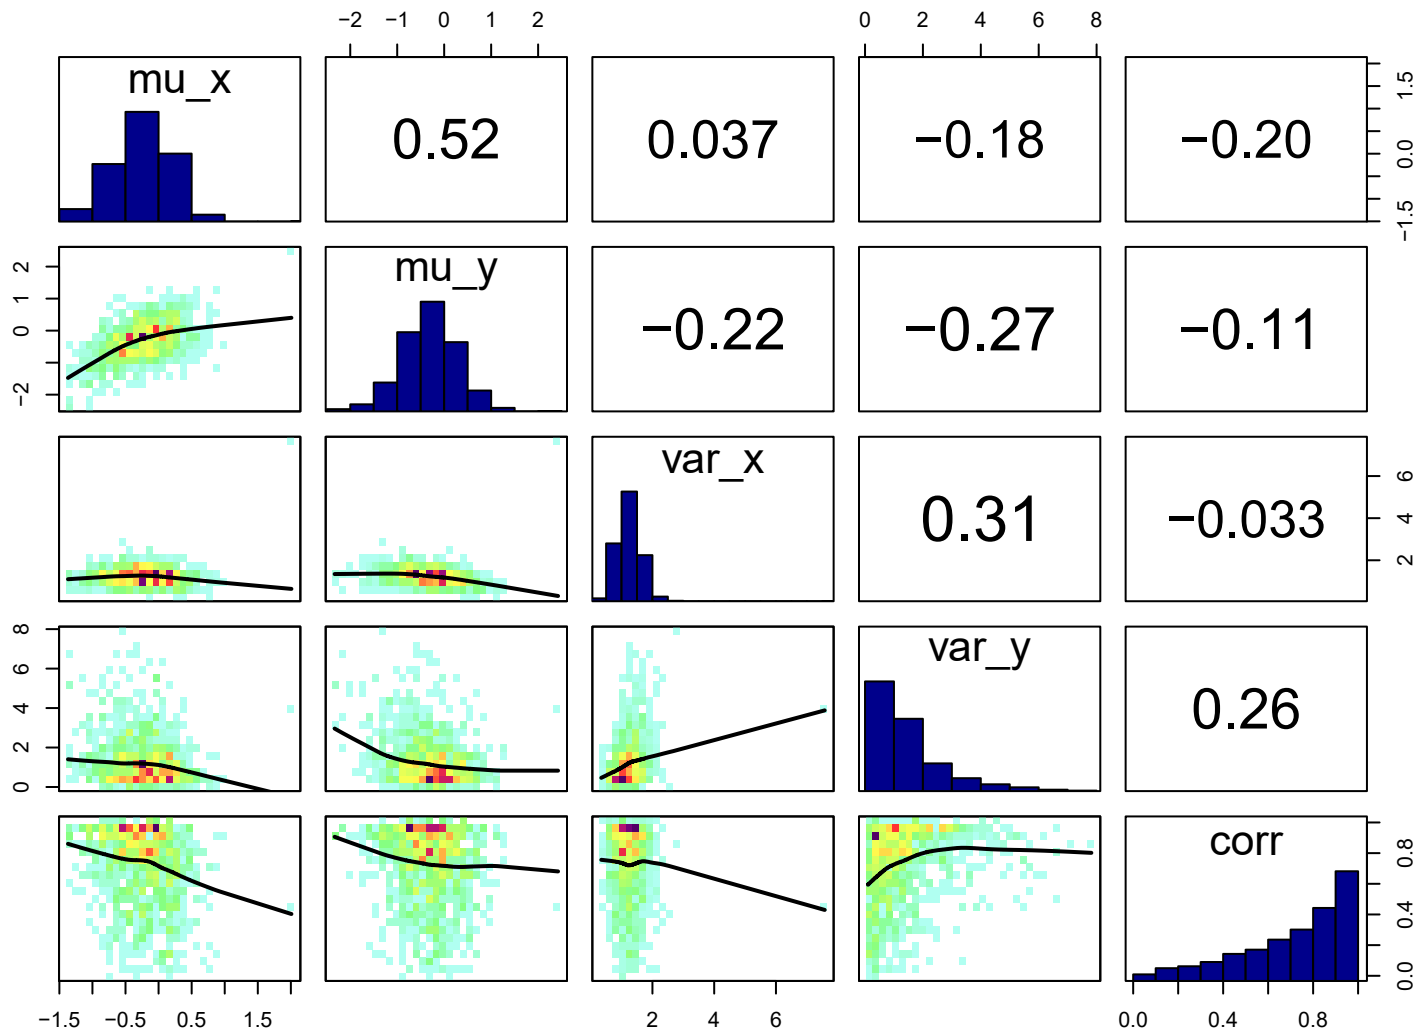 −2 −1 0 1 2 0 2 4 6 8
mu_x 0.52 0.037 −0.18 −0.20 −1.5 0.0 1.5
−2 0 1 2 mu_y −0.22 −0.27 −0.11
var_x 0.31 −0.033 2 4 6
0 2 4 6 8 var_y 0.26
corr 0.0 0.4 0.8
−1.5 −0.5 0.5 1.5 2 4 6 0.0 0.4 0.8